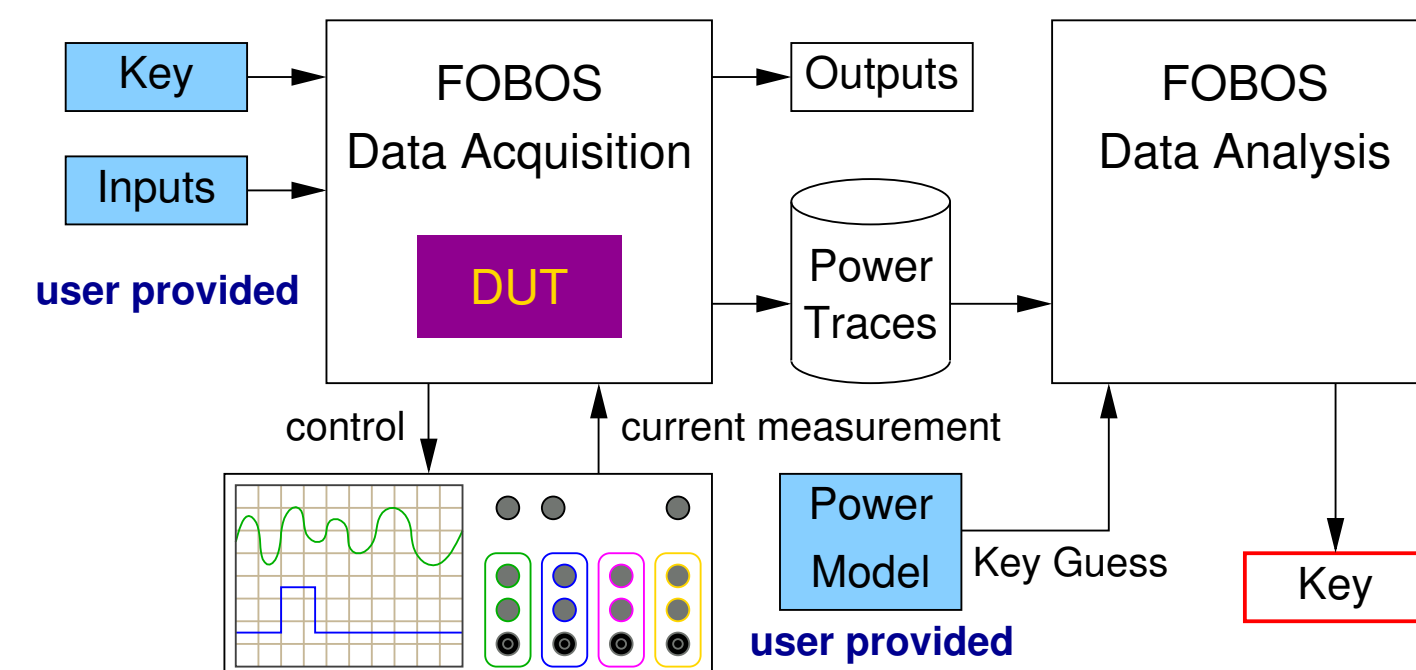 Key
Inputs
user provided
FOBOS
Data Acquisition
DUT
Outputs
Power
Traces
FOBOS
Data Analysis
control
current measurement
Power
Model
Key Guess
user provided
Key